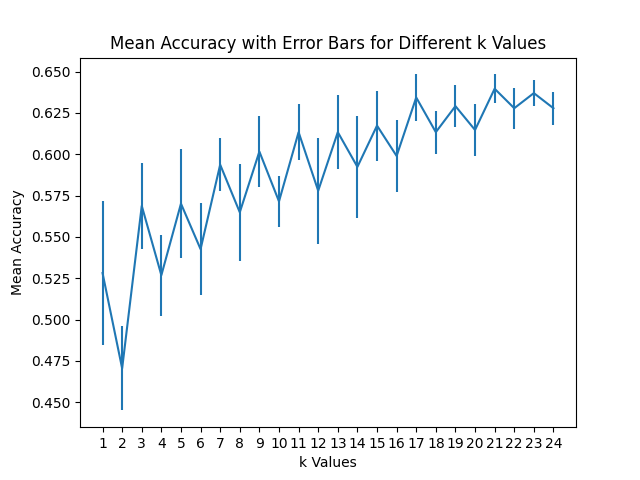 Mean Accuracy with Error Bars for Different k Values
0.650
0.625
0.600
0.575
0.550
0.525
0.500
0.475
0.450
Mean Accuracy
1 2 3 4 5 6 7 8 9 10 11 12 13 14 15 16 17 18 19 20 21 22 23 24
k Values